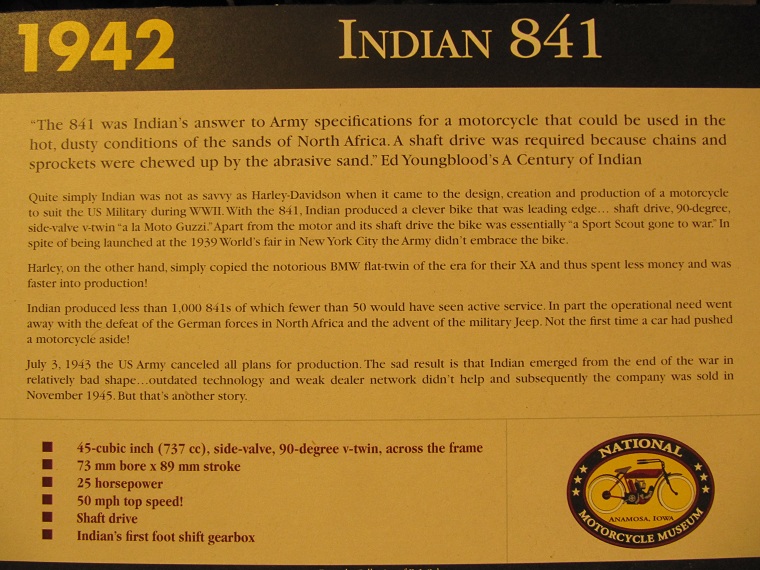 1942 INDIAN 841
"The 841 was Indian's answer to Army specifications for a motorcycle that could be used in the
hot, dusty conditions of the sands of North Africa. A shaft drive was required because chains and
sprockets were chewed up by the abrasive sand." Ed Youngblood's A Century of Indian
Quite simply Indian was not as savvy as Harley-Davidson when it came to the design, creation and production of a motorcycle
to suit the US Military during WWII. With the 841, Indian produced a clever bike that was leading edge... shaft drive, 90-degree,
side-valve v-twin "a la Moto Guzzi." Apart from the motor and its shaft drive the bike was essentially "a Sport Scout gone to war." In
spite of being launched at the 1939 World's fair in New York City the Army didn't embrace the bike.
Harley, on the other hand, simply copied the notorious BMW flat-twin of the era for their XA and thus spent less money and was
faster into production!
Indian produced less than 1,000 841s of which fewer than 50 would have seen active service. In part the operational need went
away with the defeat of the German forces in North Africa and the advent of the military Jeep. Not the first time a car had pushed
a motorcycle aside!
July 3, 1943 the US Army canceled all plans for production. The sad result is that Indian emerged from the end of the war in
relatively bad shape...outdated technology and weak dealer network didn't help and subsequently the company was sold in
November 1945. But that's another story.
45-cubic inch (737 cc), side-valve, 90-degree v-twin, across the frame
73 mm bore x 89 mm stroke
25 horsepower
50 mph top speed!
Shaft drive
Indian's first foot shift gearbox
NATIONAL
ANAMOSA, IOWA
MOTORCYCLE MUSEUM